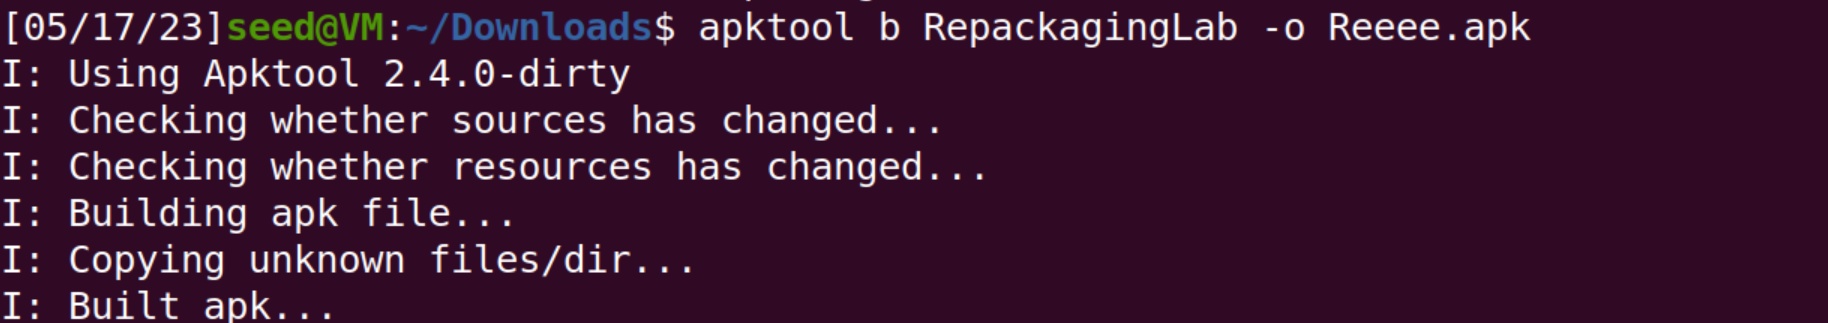 [05/17/23]seed@VM:~/Downloads$ apktool b RepackagingLab -o Reeee.apk
I: Using Apktool 2.4.0-dirty
I: Checking whether sources has changed...
I: Checking whether resources has changed...
I: Building apk file...
I: Copying unknown files/dir...
I: Built apk...